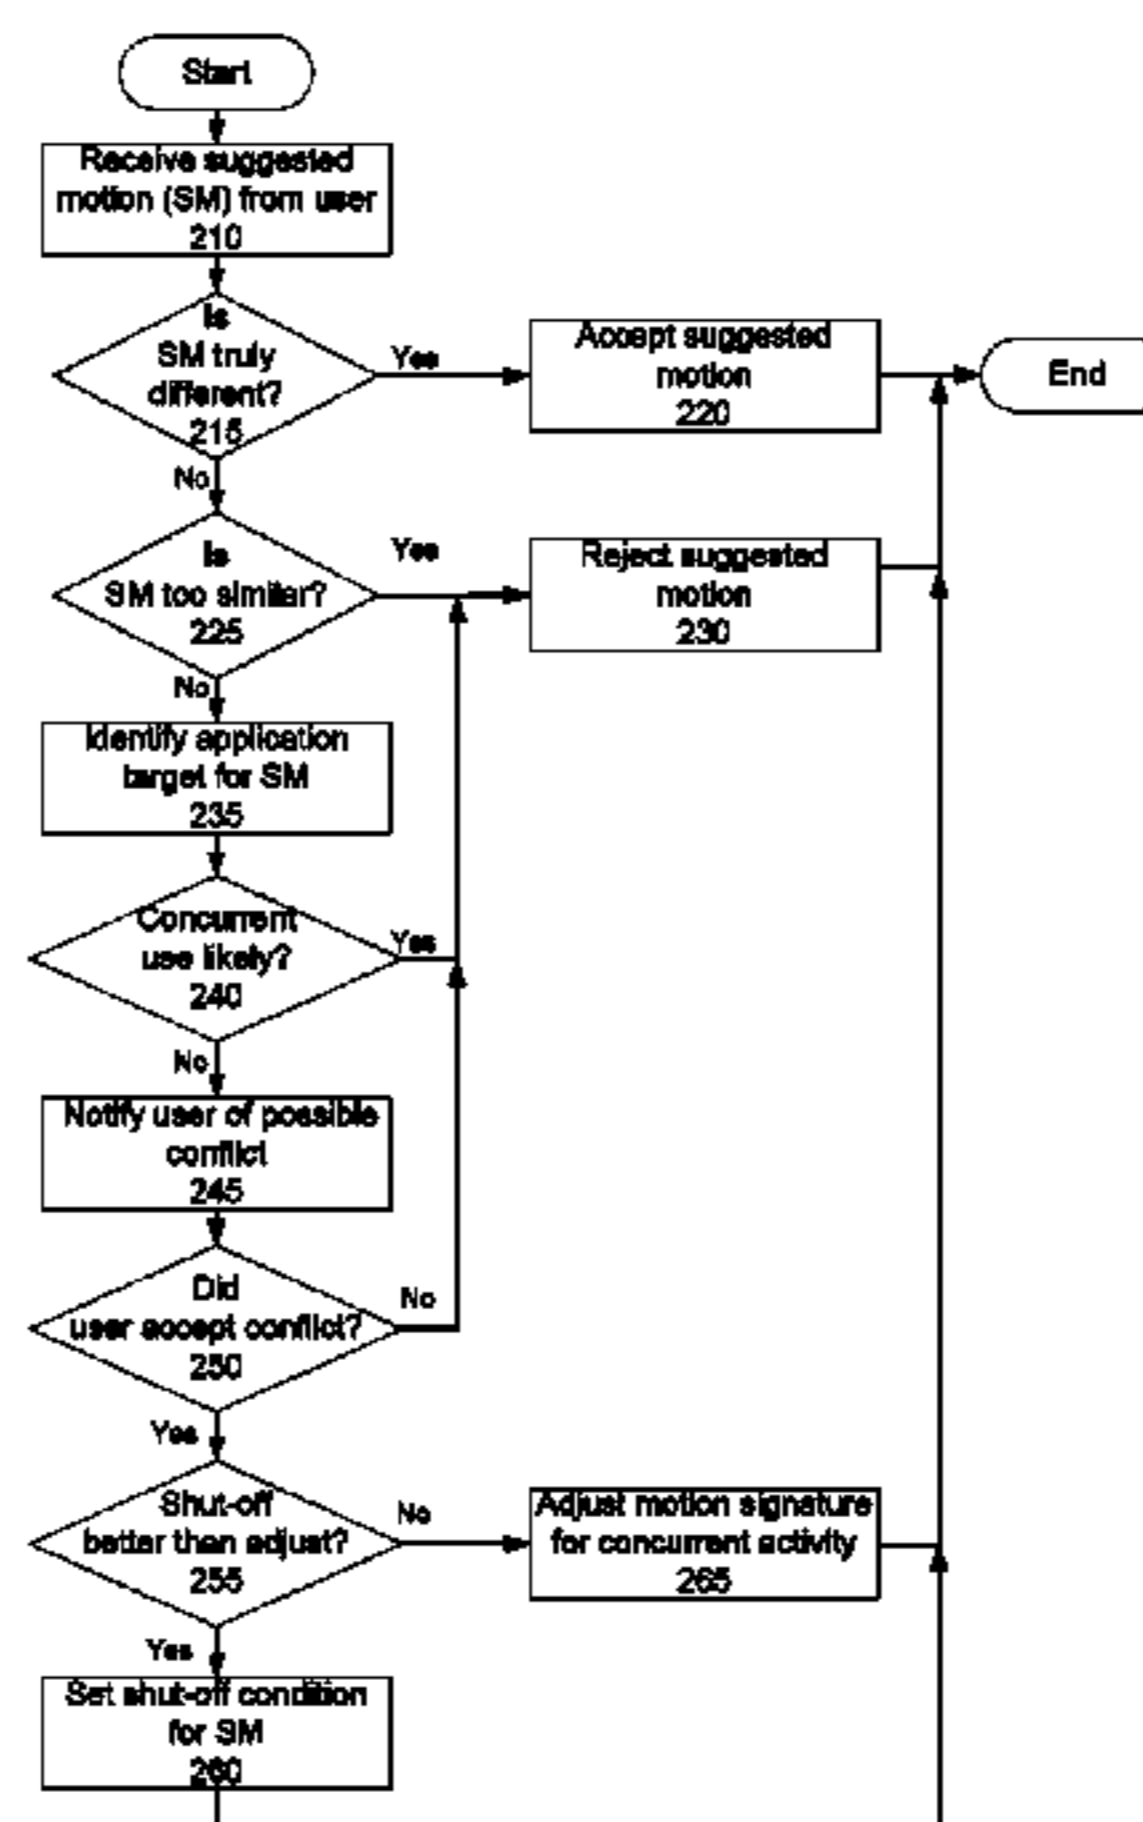 Start
Receive suggested
motion (SM) from user
210
Is
SM truly
different?
215
Yes
Accept suggested
motion
220
End
No
Is
SM too similar?
225
Yes
Reject suggested
motion
230
No
Identify application
target for SM
235
Concurrent
use likely?
240
Yes
No
Notify user of possible
conflict
245
Did
user accept conflict?
250
No
Yes
Shut-off
better than adjust?
255
No
Adjust motion signature
for concurrent activity
265
Yes
Set shut-off condition
for SM
260